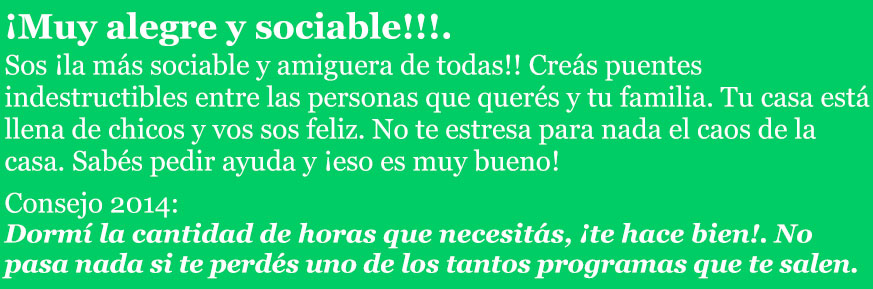 ¡Muy alegre y sociable!!!.
Sos ¡la más sociable y amiguera de todas!! Creás puentes
indestructibles entre las personas que querés y tu familia. Tu casa está
llena de chicos y vos sos feliz. No te estresa para nada el caos de la
casa. Sabés pedir ayuda y ¡eso es muy bueno!
Consejo 2014:
Dormí la cantidad de horas que necesitás, ¡te hace bien!. No
pasa nada si te perdés uno de los tantos programas que te salen.